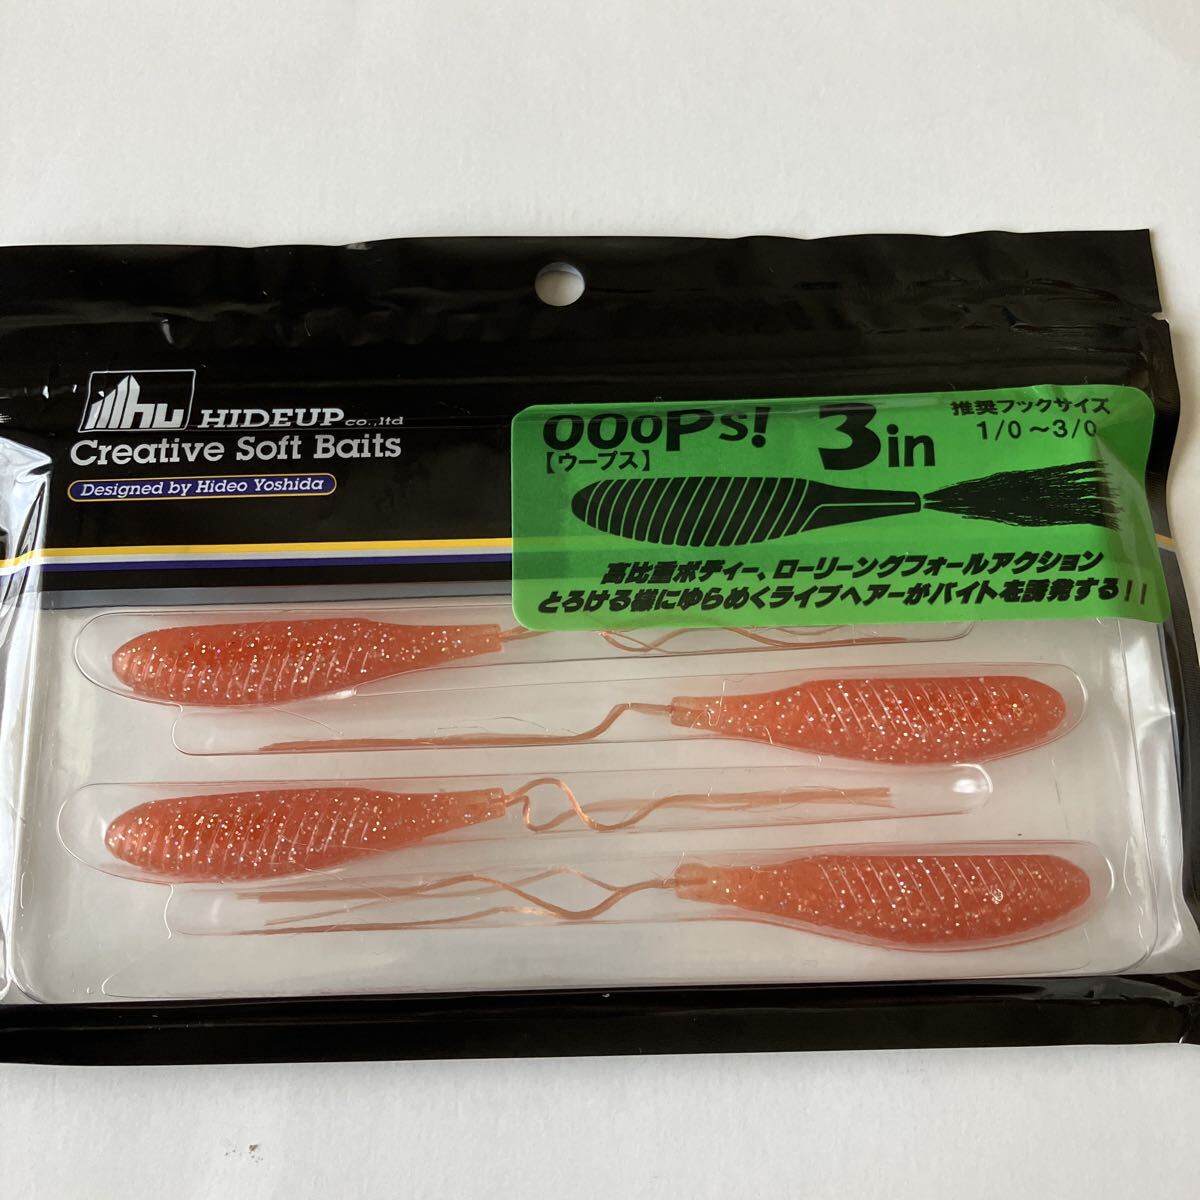 hu HIDEUP co.,ltd
Creative Soft Baits
Designed by Hideo Yoshida
OOOPS! 3in
【ウープス】
推奨フックサイズ
1/0～3/0
高比重ボディー、ローリーングフォールアクション
とろける様にゆらめくライブヘアーがバイトを誘発する！！